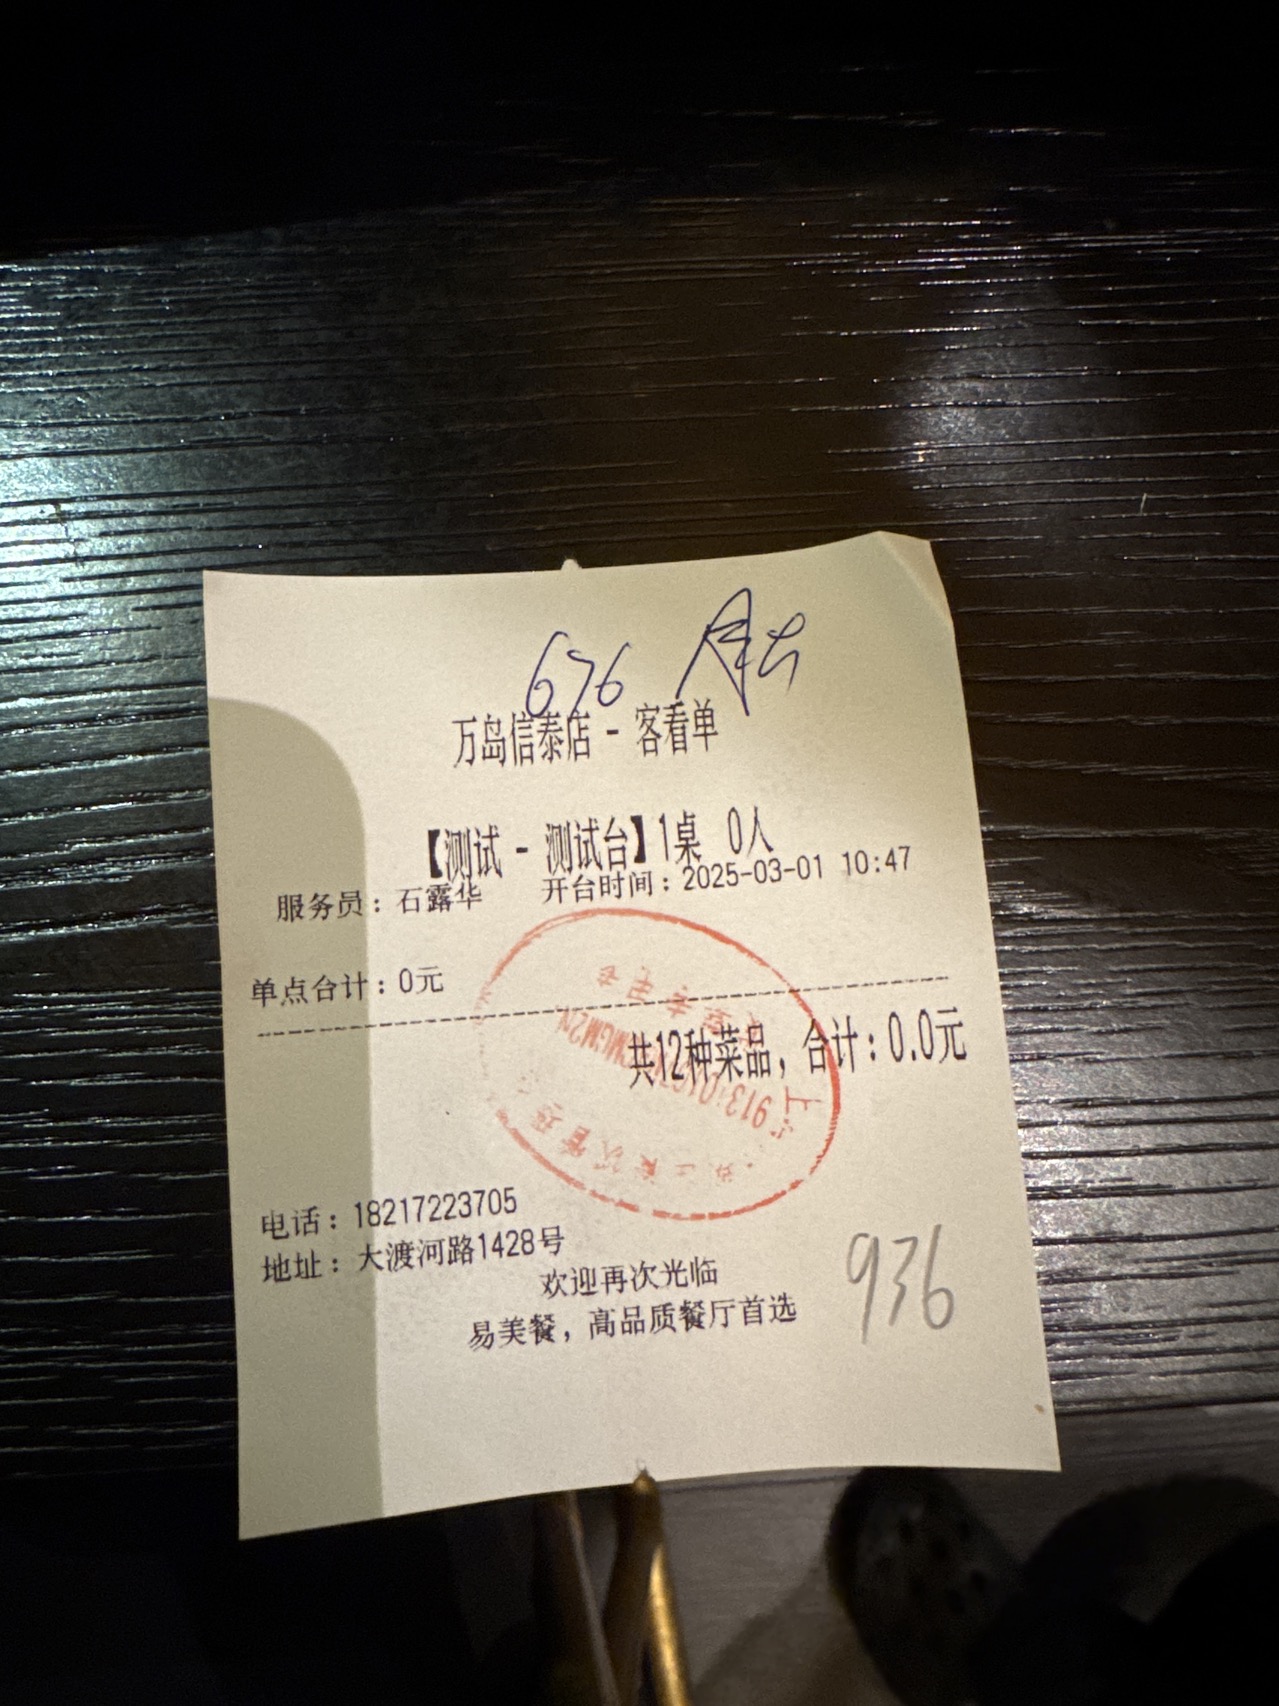 676
万岛信泰店 - 客看单
【测试 - 测试台】1桌 0人
服务员：石露华 开台时间：2025-03-01 10:47
单点合计：0元
共12种菜品，合计：0.0元
电话：18217223705
地址：大渡河路1428号
欢迎再次光临
易美餐，高品质餐厅首选
936